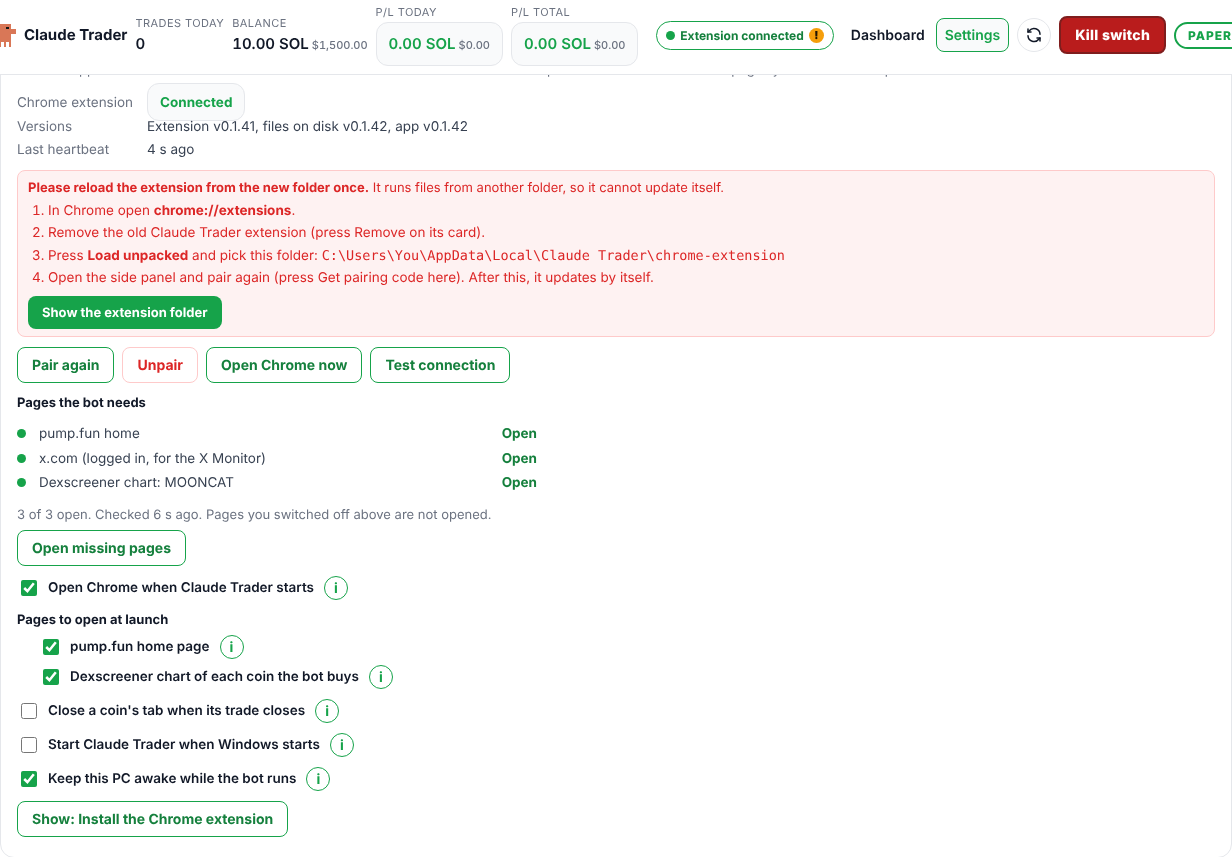 Claude Trader
TRADES TODAY
0
BALANCE
10.00 SOL $1,500.00
P/L TODAY
0.00 SOL $0.00
P/L TOTAL
0.00 SOL $0.00
Extension connected !
Dashboard
Settings
Kill switch
PAPER
Chrome extension Connected
Versions Extension v0.1.41, files on disk v0.1.42, app v0.1.42
Last heartbeat 4 s ago
Please reload the extension from the new folder once. It runs files from another folder, so it cannot update itself.
1. In Chrome open chrome://extensions.
2. Remove the old Claude Trader extension (press Remove on its card).
3. Press Load unpacked and pick this folder: C:\Users\You\AppData\Local\Claude Trader\chrome-extension
4. Open the side panel and pair again (press Get pairing code here). After this, it updates by itself.
Show the extension folder
Pair again Unpair Open Chrome now Test connection
Pages the bot needs
pump.fun home Open
x.com (logged in, for the X Monitor) Open
Dexscreener chart: MOONCAT Open
3 of 3 open. Checked 6 s ago. Pages you switched off above are not opened.
Open missing pages
Open Chrome when Claude Trader starts i
Pages to open at launch
pump.fun home page i
Dexscreener chart of each coin the bot buys i
Close a coin's tab when its trade closes i
Start Claude Trader when Windows starts i
Keep this PC awake while the bot runs i
Show: Install the Chrome extension